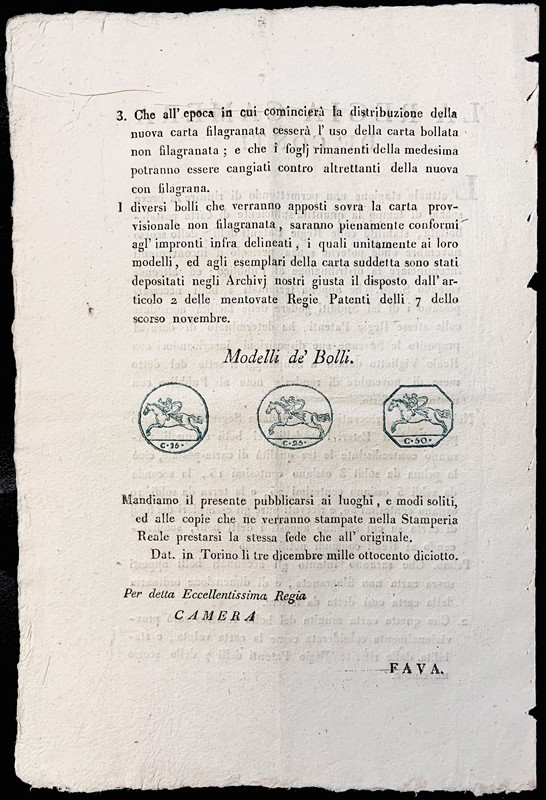 3. Che all' epoca in cui comincierà la distribuzione della
nuova carta filagranata cesserà l' uso della carta bollata
non filagranata ; e che i foglj rimanenti della medesima
potranno essere cangiati contro altrettanti della nuova
con filagrana.
I diversi bolli che verranno apposti sovra la carta prov-
visionale non filagranata, saranno pienamente conformi
agl' impronti infra delineati, i quali unitamente ai loro
modelli, ed agli esemplari della carta suddetta sono stati
depositati negli Archivj nostri giusta il disposto dall' ar-
ticolo 2 delle mentovate Regie Patenti delli 7 dello
scorso novembre.
Modelli de' Bolli.
C · 15 · C · 25 · C · 50 ·
Mandiamo il presente pubblicarsi ai luoghi, e modi soliti,
ed alle copie che ne verranno stampate nella Stamperia
Reale prestarsi la stessa fede che all' originale.
Dat. in Torino li tre dicembre mille ottocento diciotto.
Per detta Eccellentissima Regia
CAMERA
FAVA.